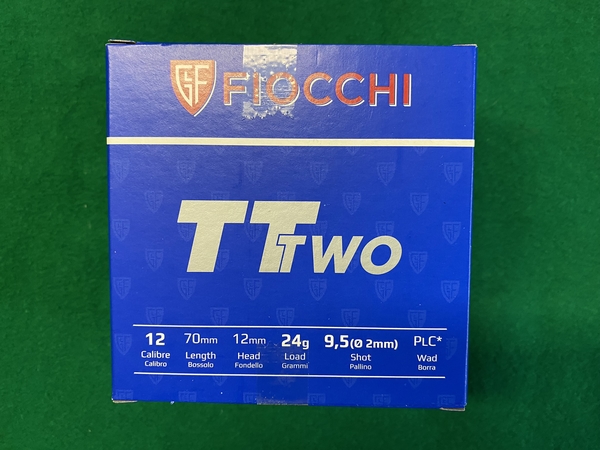 GF FIOCCHI
TT TWO
12 70mm 12mm 24g 9,5(Ø 2mm) PLC*
Calibre Length Head Load Shot Wad
Calibro Bossolo Fondello Grammi Pallino Borra